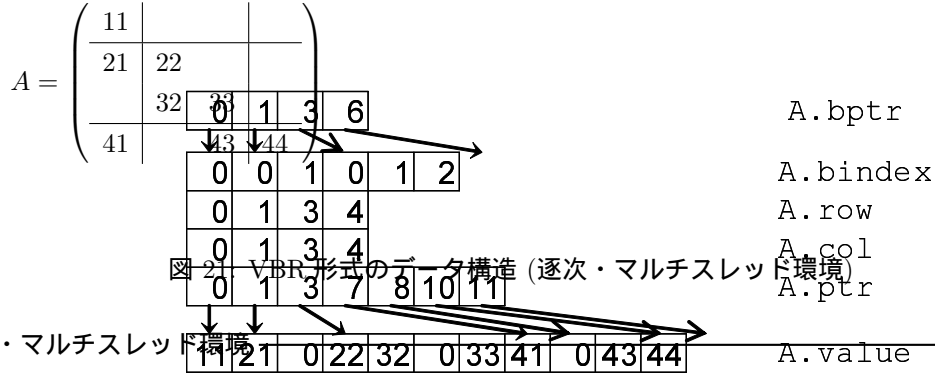 11
21 22
A =
32 33
41 43 44
0 1 3 6 A.bptr
0 0 1 0 1 2 A.bindex
0 1 3 4 A.row
0 1 3 4 A.col
図 21: VBR 形式のデータ構造 (逐次・マルチスレッド環境)
0 1 3 7 8 10 11 A.ptr
・マルチスレッド環境
11 21 0 22 32 0 33 41 0 43 44 A.value